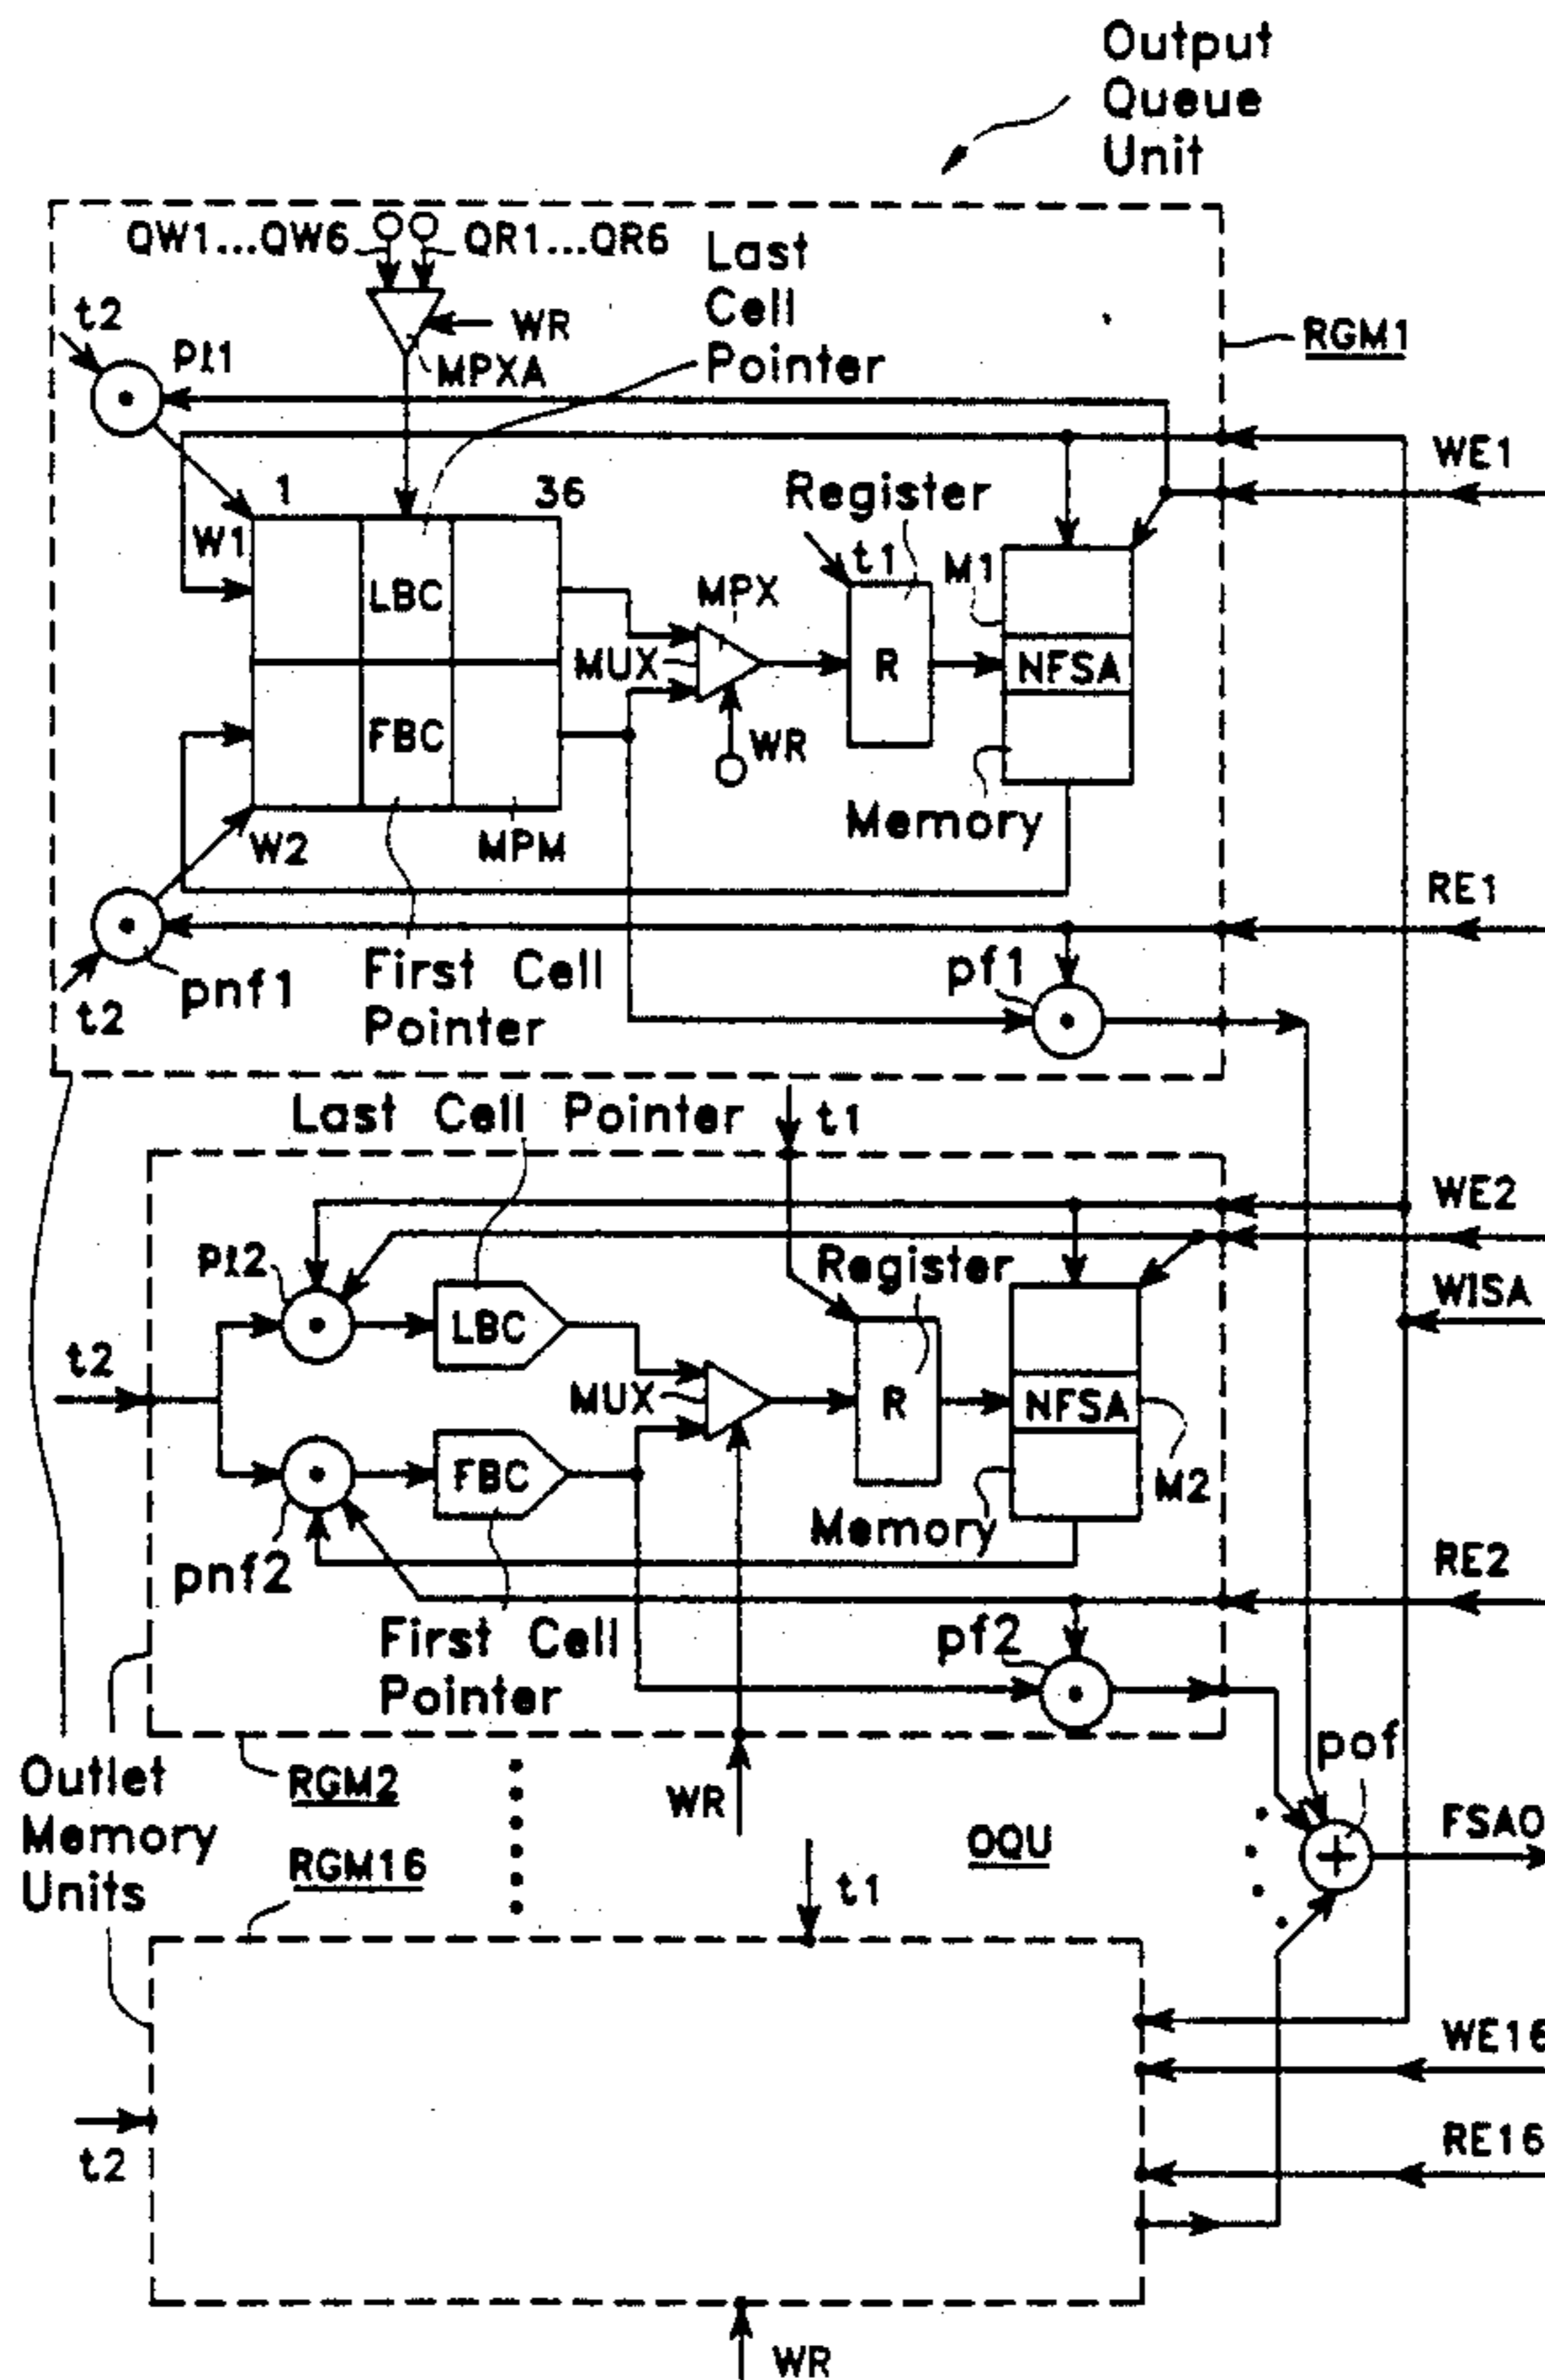 Output
Queue
Unit
QW1...QW6
QR1...QR6
Last
Cell
Pointer
t2
WR
RGM1
pl1
MPXA
WE1
1
36
Register
W1
t1
M1
LBC
MPX
MUX
R
NFSA
FBC
WR
Memory
W2
MPM
RE1
First Cell
Pointer
pf1
pnf1
t2
Last Cell Pointer
t1
WE2
pl2
Register
WISA
LBC
t2
MUX
R
NFSA
FBC
M2
Memory
pnf2
RE2
First Cell
Pointer
pf2
pof
Outlet
Memory
Units
RGM2
WR
FSAO
RGM16
OQU
t1
WE16
RE16
t2
WR